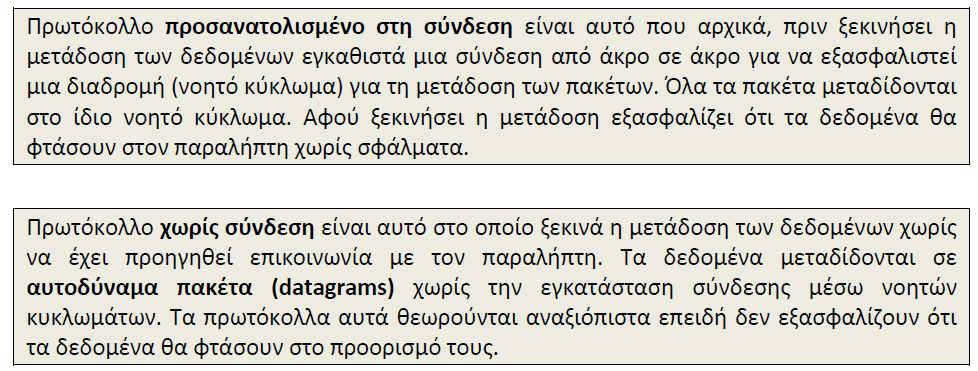 Πρωτόκολλο προσανατολισμένο στη σύνδεση είναι αυτό που αρχικά, πριν ξεκινήσει η
μετάδοση των δεδομένων εγκαθιστά μια σύνδεση από άκρο σε άκρο για να εξασφαλιστεί
μια διαδρομή (νοητό κύκλωμα) για τη μετάδοση των πακέτων. Όλα τα πακέτα μεταδίδονται
στο ίδιο νοητό κύκλωμα. Αφού ξεκινήσει η μετάδοση εξασφαλίζει ότι τα δεδομένα θα
φτάσουν στον παραλήπτη χωρίς σφάλματα.
Πρωτόκολλο χωρίς σύνδεση είναι αυτό στο οποίο ξεκινά η μετάδοση των δεδομένων χωρίς
να έχει προηγηθεί επικοινωνία με τον παραλήπτη. Τα δεδομένα μεταδίδονται σε
αυτοδύναμα πακέτα (datagrams) χωρίς την εγκατάσταση σύνδεσης μέσω νοητών
κυκλωμάτων. Τα πρωτόκολλα αυτά θεωρούνται αναξιόπιστα επειδή δεν εξασφαλίζουν ότι
τα δεδομένα θα φτάσουν στο προορισμό τους.